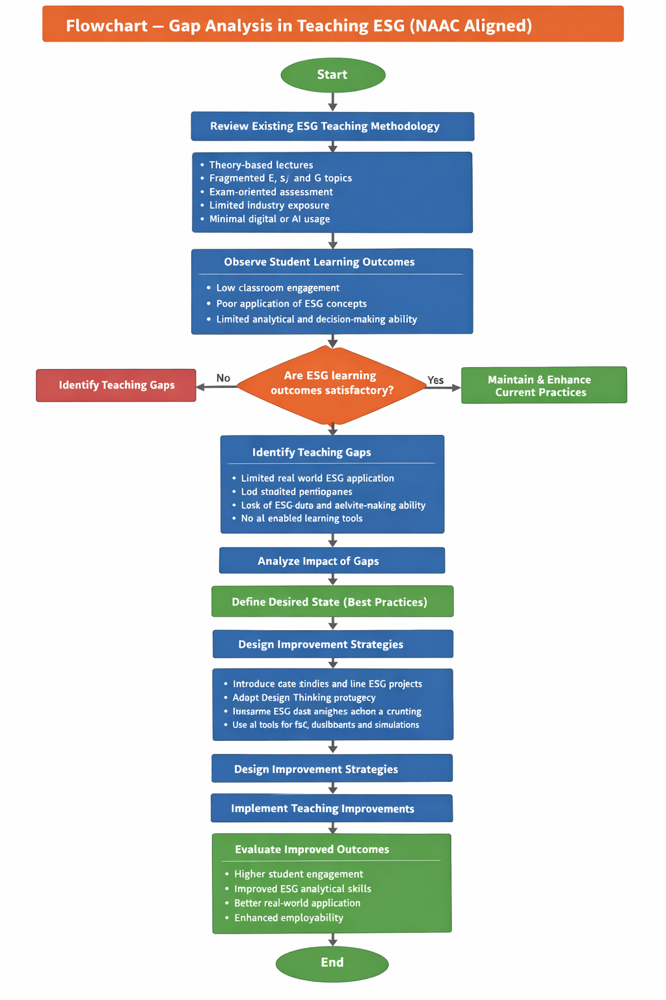 Flowchart — Gap Analysis in Teaching ESG (NAAC Aligned)
Start
Review Existing ESG Teaching Methodology
• Theory-based lectures
• Fragmented E, S/ and G topics
• Exam-oriented assessment
• Limited industry exposure
• Minimal digital or AI usage
Observe Student Learning Outcomes
• Low classroom engagement
• Poor application of ESG concepts
• Limited analytical and decision-making ability
Are ESG learning
outcomes satisfactory?
No
Yes
Identify Teaching Gaps
Maintain & Enhance
Current Practices
Identify Teaching Gaps
• Limited real world ESG application
• Lod
• Losk of ESG and ability
• No al enabled learning tools
Analyze Impact of Gaps
Define Desired State (Best Practices)
Design Improvement Strategies
• Introduce and line ESG projects
• Adapt Design Thinking
• ESG a crunting
• Use al tools for and simulations
Design Improvement Strategies
Implement Teaching Improvements
Evaluate Improved Outcomes
• Higher student engagement
• Improved ESG analytical skills
• Better real-world application
• Enhanced employability
End